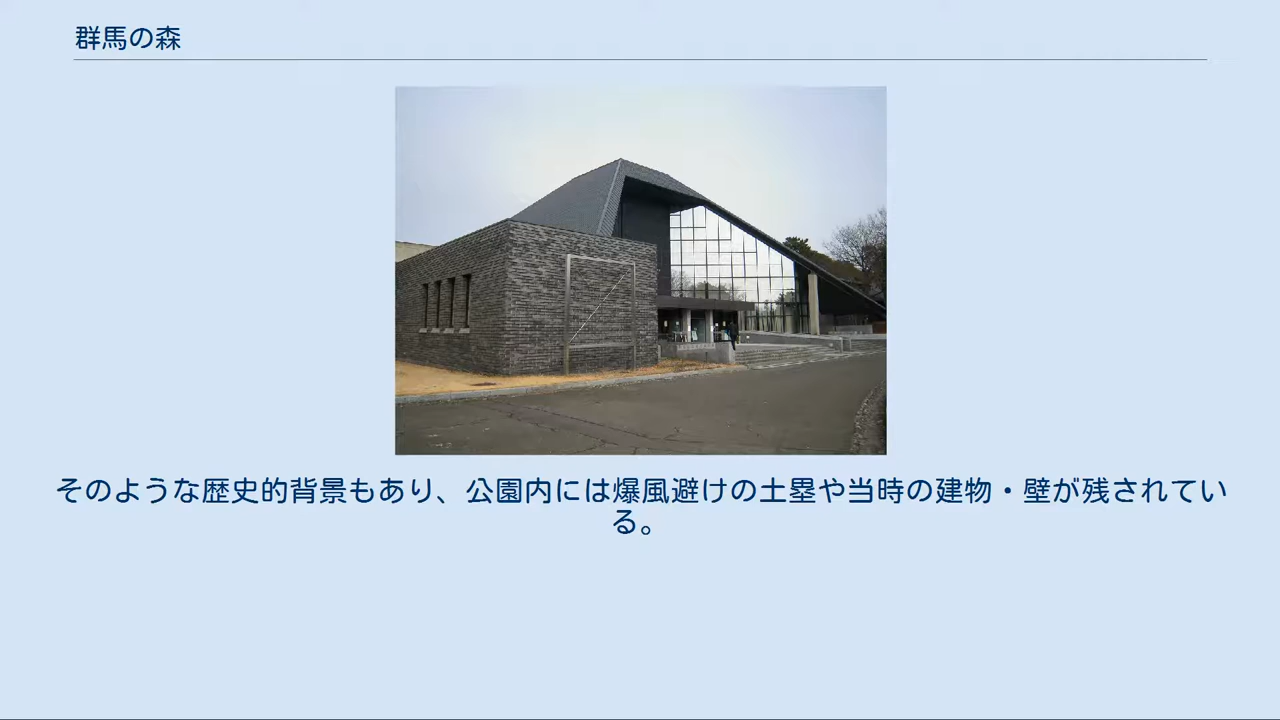 群馬の森
そのような歴史的背景もあり、公園内には爆風避けの土塁や当時の建物・壁が残されてい
る。